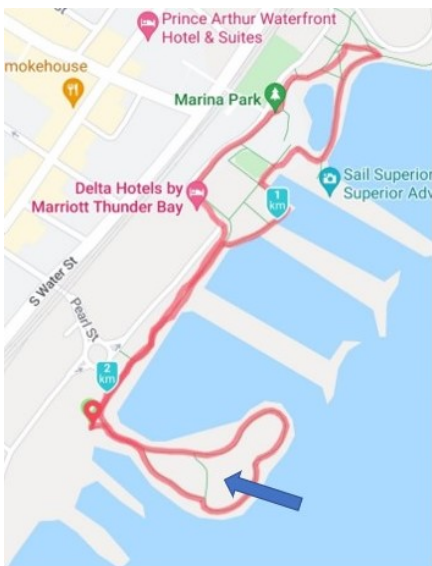 Prince Arthur Waterfront
Hotel & Suites
mokehouse
Marina Park
Sail Superior
Superior Adv
Delta Hotels by
Marriott Thunder Bay
1
km
S Water St
Pearl St
2
km